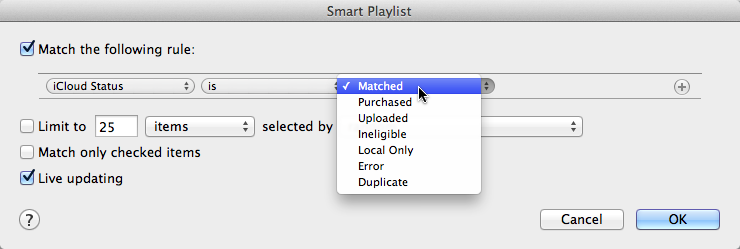 Smart Playlist
Match the following rule:
iCloud Status is Matched
Purchased
Uploaded
Ineligible
Local Only
Error
Duplicate
Limit to 25 items selected by
Match only checked items
Live updating
? Cancel OK